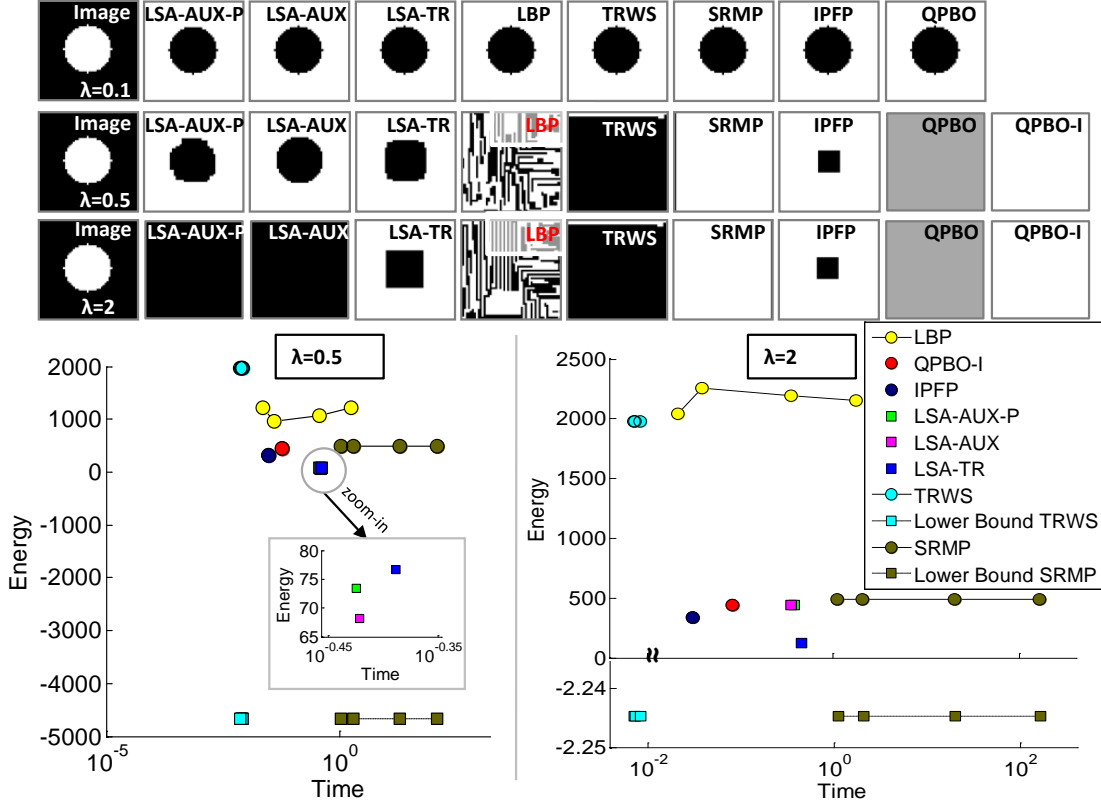 Image LSA-AUX-P LSA-AUX LSA-TR LBP TRWS SRMP IPFP QPBO
λ=0.1
Image LSA-AUX-P LSA-AUX LSA-TR LBP TRWS SRMP IPFP QPBO QPBO-I
λ=0.5
Image LSA-AUX-P LSA-AUX LSA-TR LBP TRWS SRMP IPFP QPBO QPBO-I
λ=2
λ=0.5
2000
1000
0
-1000
-2000
-3000
-4000
-5000
Energy
10^-5
10^0
Time
zoom-in
80
75
70
65
Energy
10^-0.45
10^-0.35
Time
λ=2
2500
2000
1500
1000
500
0
-2.24
-2.25
Energy
10^-2
10^0
10^2
Time
LBP
QPBO-I
IPFP
LSA-AUX-P
LSA-AUX
LSA-TR
TRWS
Lower Bound TRWS
SRMP
Lower Bound SRMP